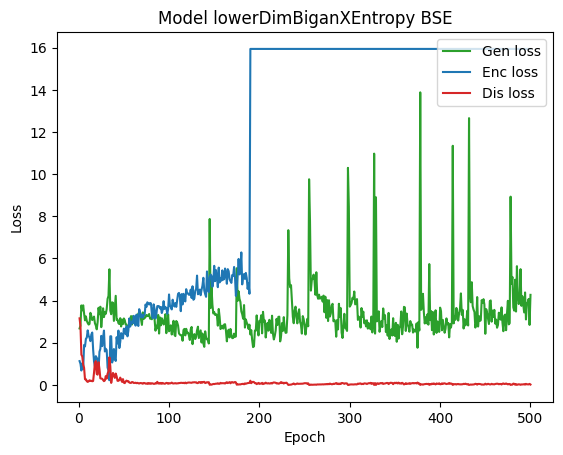 Model lowerDimBiganXEntropy BSE
Gen loss
Enc loss
Dis loss
Loss
16
14
12
10
8
6
4
2
0
0 100 200 300 400 500
Epoch